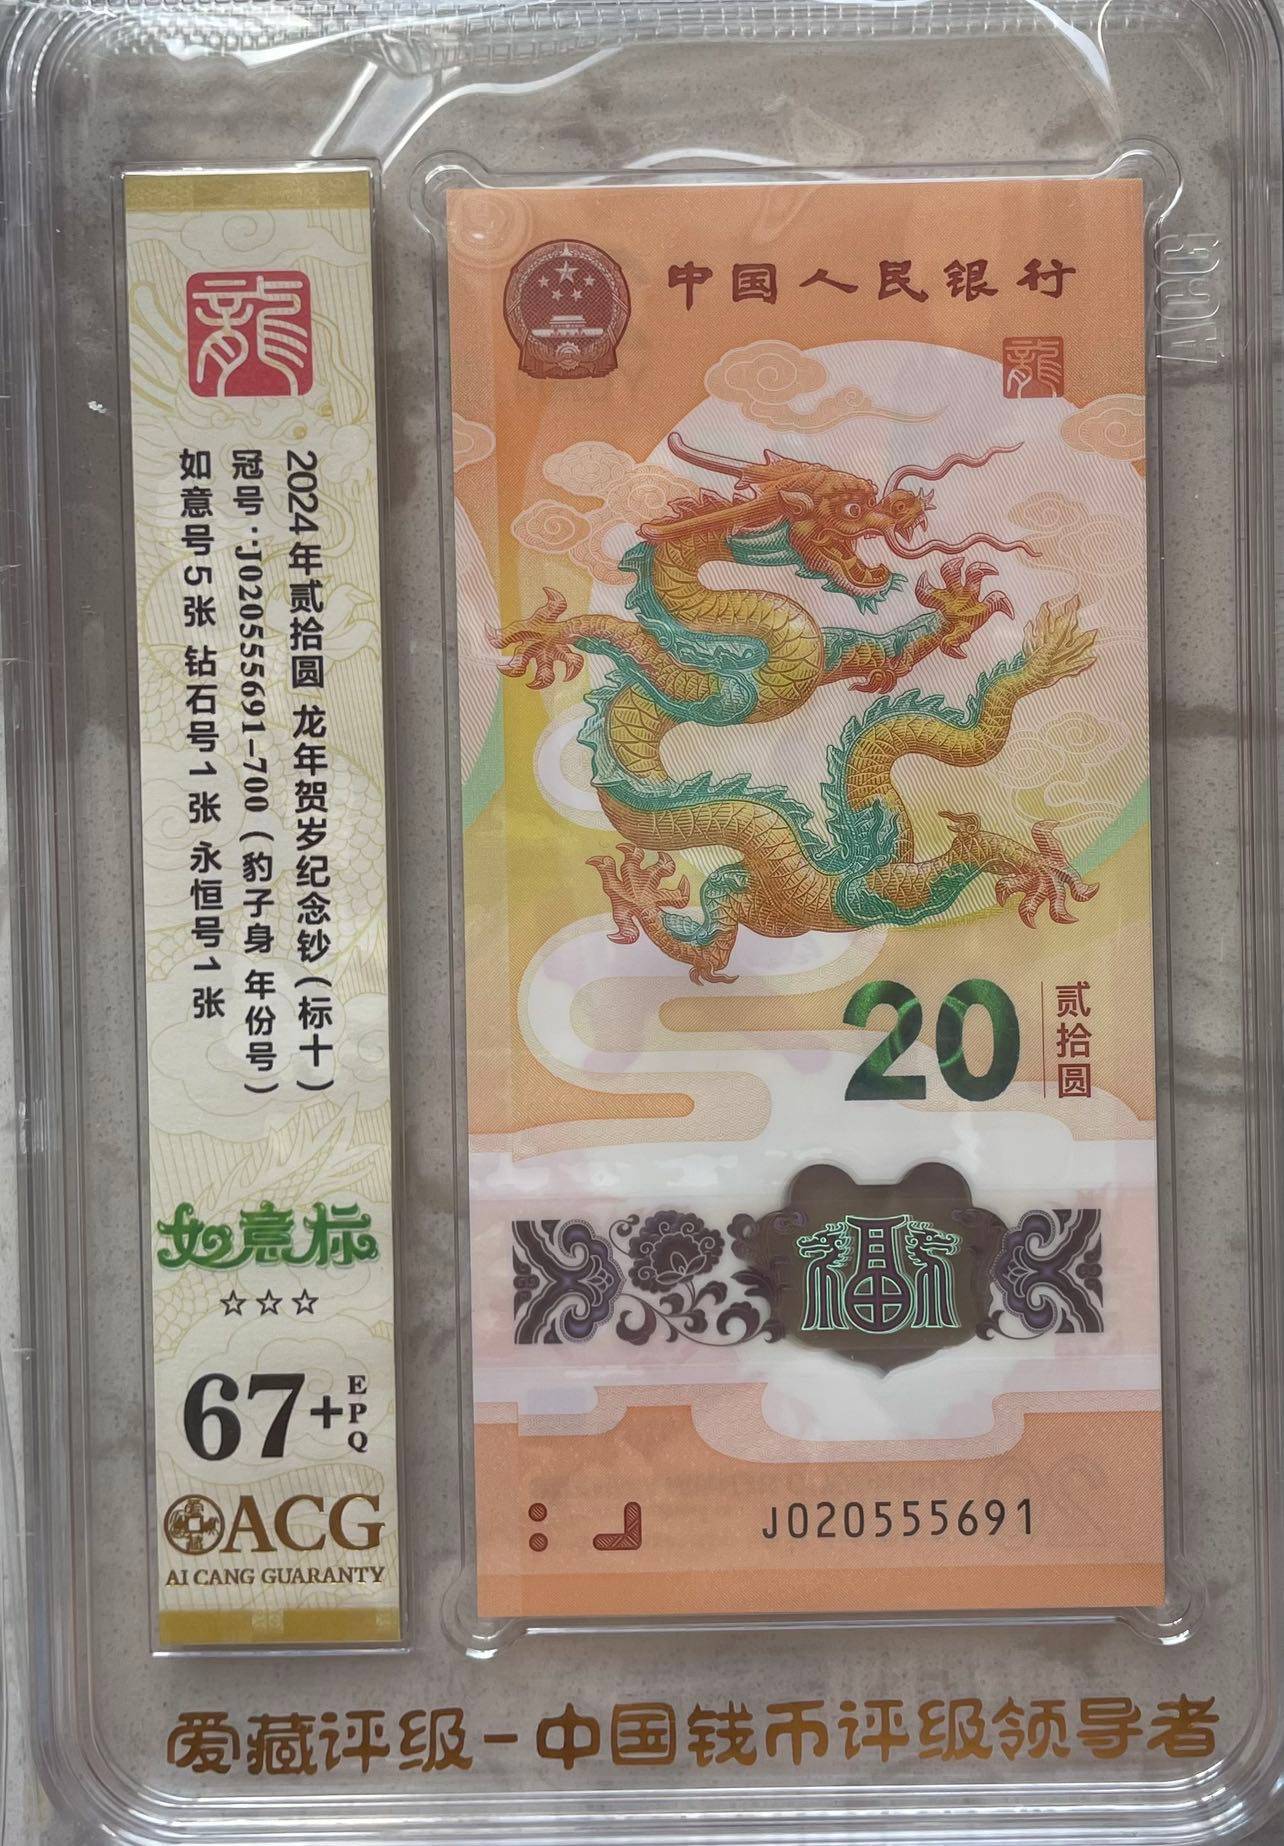 龍
2024年贰拾圆 龙年贺岁纪念钞（标十）
冠号：J020555691-700（豹子身 年份号）
如意号5张 钻石号1张 永恒号1张
如意标
☆☆☆
67+EPQ
ACG
AI CANG GUARANTY
中国人民银行
龍
20
贰拾圆
福
J020555691
ACG
爱藏评级-中国钱币评级领导者